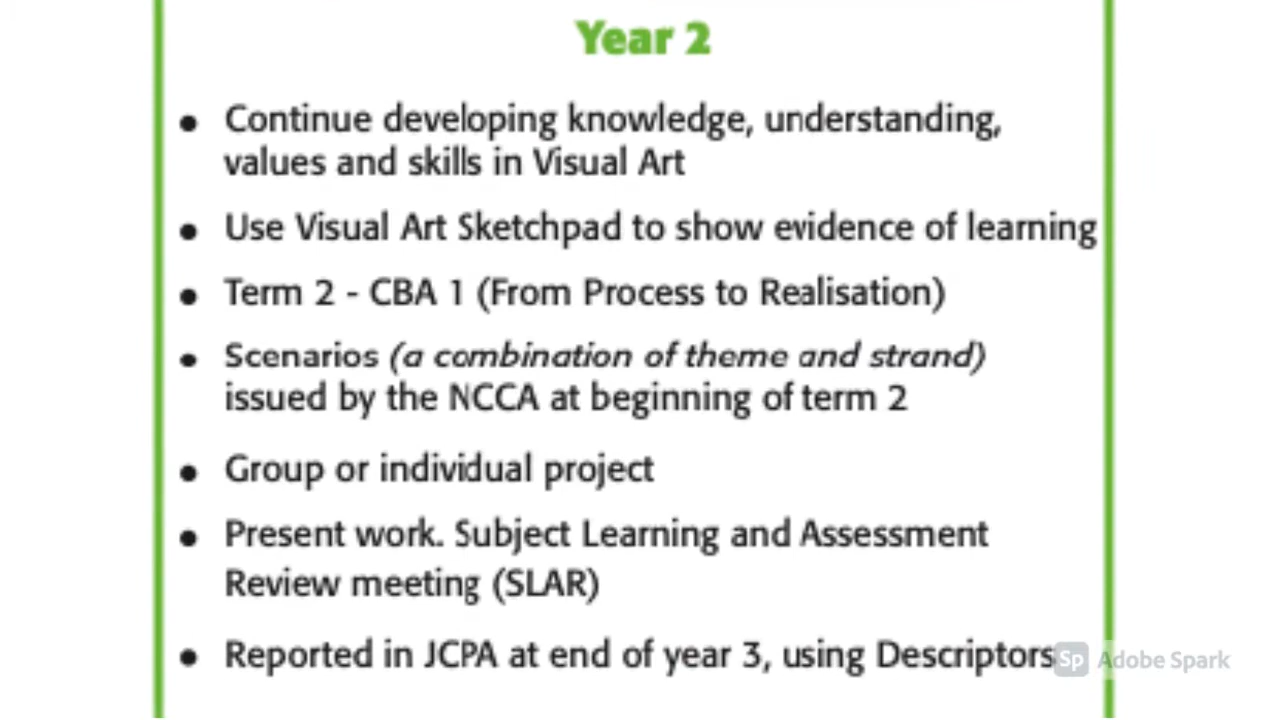 Year 2
• Continue developing knowledge, understanding,
values and skills in Visual Art
• Use Visual Art Sketchpad to show evidence of learning
• Term 2 - CBA 1 (From Process to Realisation)
• Scenarios (a combination of theme and strand)
issued by the NCCA at beginning of term 2
• Group or individual project
• Present work. Subject Learning and Assessment
Review meeting (SLAR)
• Reported in JCPA at end of year 3, using Descriptors
Sp Adobe Spark